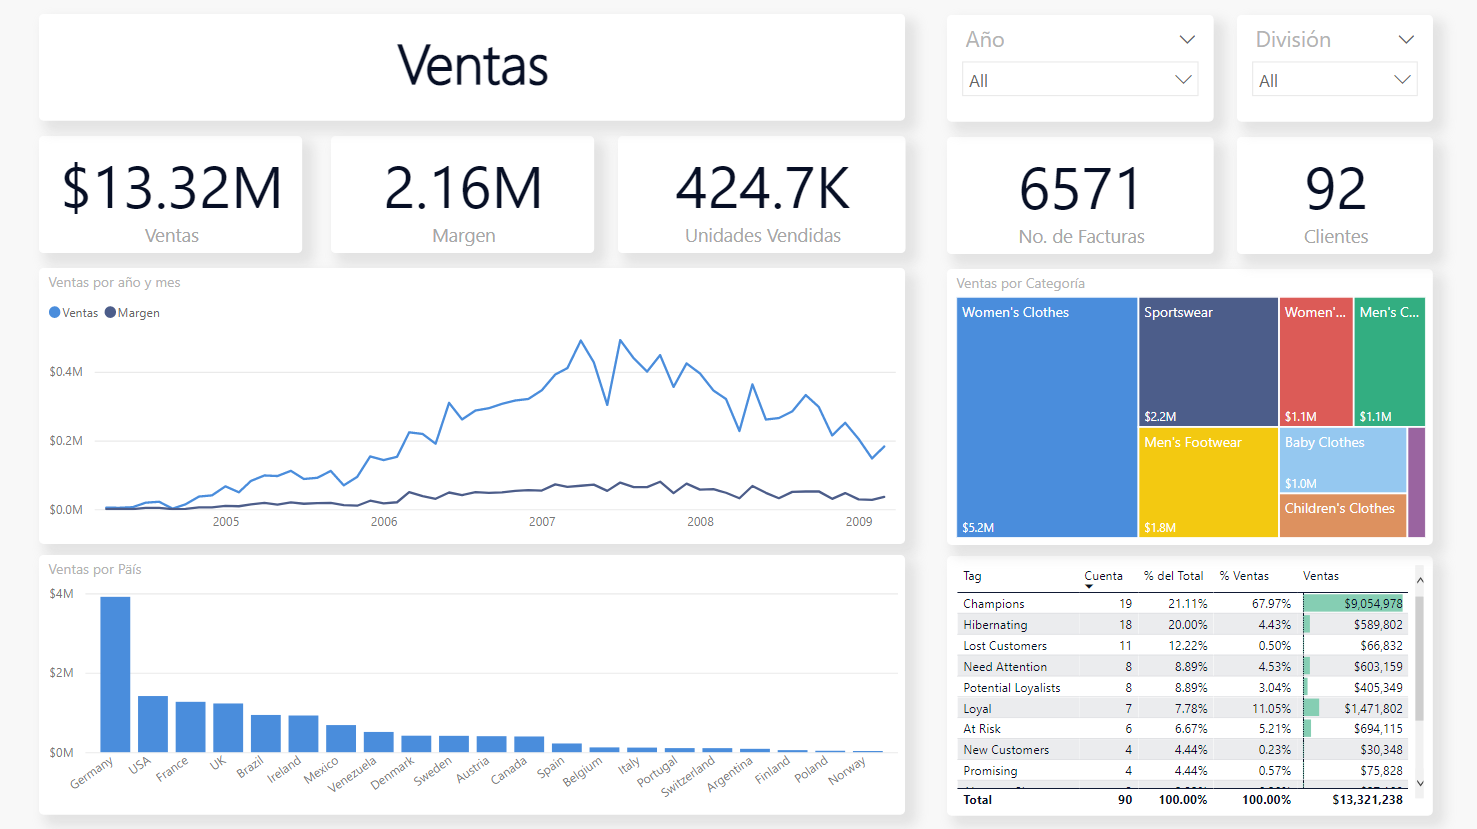 Ventas
Año
All
División
All
$13.32M
Ventas
2.16M
Margen
424.7K
Unidades Vendidas
6571
No. de Facturas
92
Clientes
Ventas por año y mes
Ventas Margen
$0.4M
$0.2M
$0.0M
2005 2006 2007 2008 2009
Ventas por Categoría
Women's Clothes
$5.2M
Sportswear
$2.2M
Women'...
$1.1M
Men's C...
$1.1M
Men's Footwear
$1.8M
Baby Clothes
$1.0M
Children's Clothes
Ventas por Päís
$4M
$2M
$0M
Germany USA France UK Brazil Ireland Mexico Venezuela Denmark Sweden Austria Canada Spain Belgium Italy Portugal Switzerland Argentina Finland Poland Norway
Tag Cuenta % del Total % Ventas Ventas
Champions 19 21.11% 67.97% $9,054,978
Hibernating 18 20.00% 4.43% $589,802
Lost Customers 11 12.22% 0.50% $66,832
Need Attention 8 8.89% 4.53% $603,159
Potential Loyalists 8 8.89% 3.04% $405,349
Loyal 7 7.78% 11.05% $1,471,802
At Risk 6 6.67% 5.21% $694,115
New Customers 4 4.44% 0.23% $30,348
Promising 4 4.44% 0.57% $75,828
Total 90 100.00% 100.00% $13,321,238